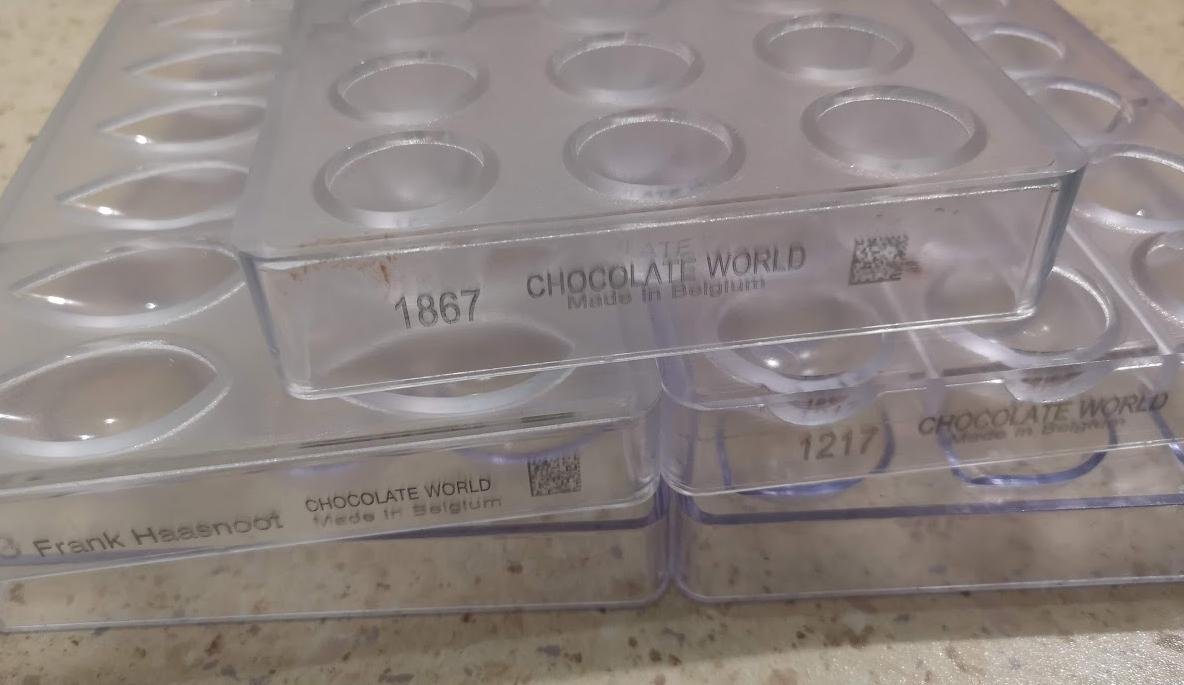 1867
CHOCOLATE WORLD
Made in Belgium
1217
CHOCOLATE WORLD
Made in Belgium
Frank Haasnoot
CHOCOLATE WORLD
Made in Belgium